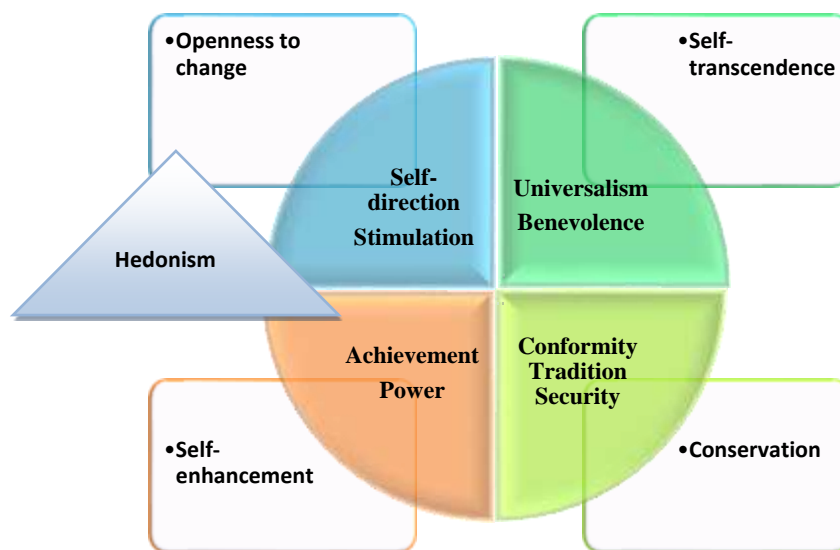 •Openness to
change
•Self-
transcendence
Self-
direction
Stimulation
Universalism
Benevolence
Hedonism
Achievement
Power
Conformity
Tradition
Security
•Self-
enhancement
•Conservation